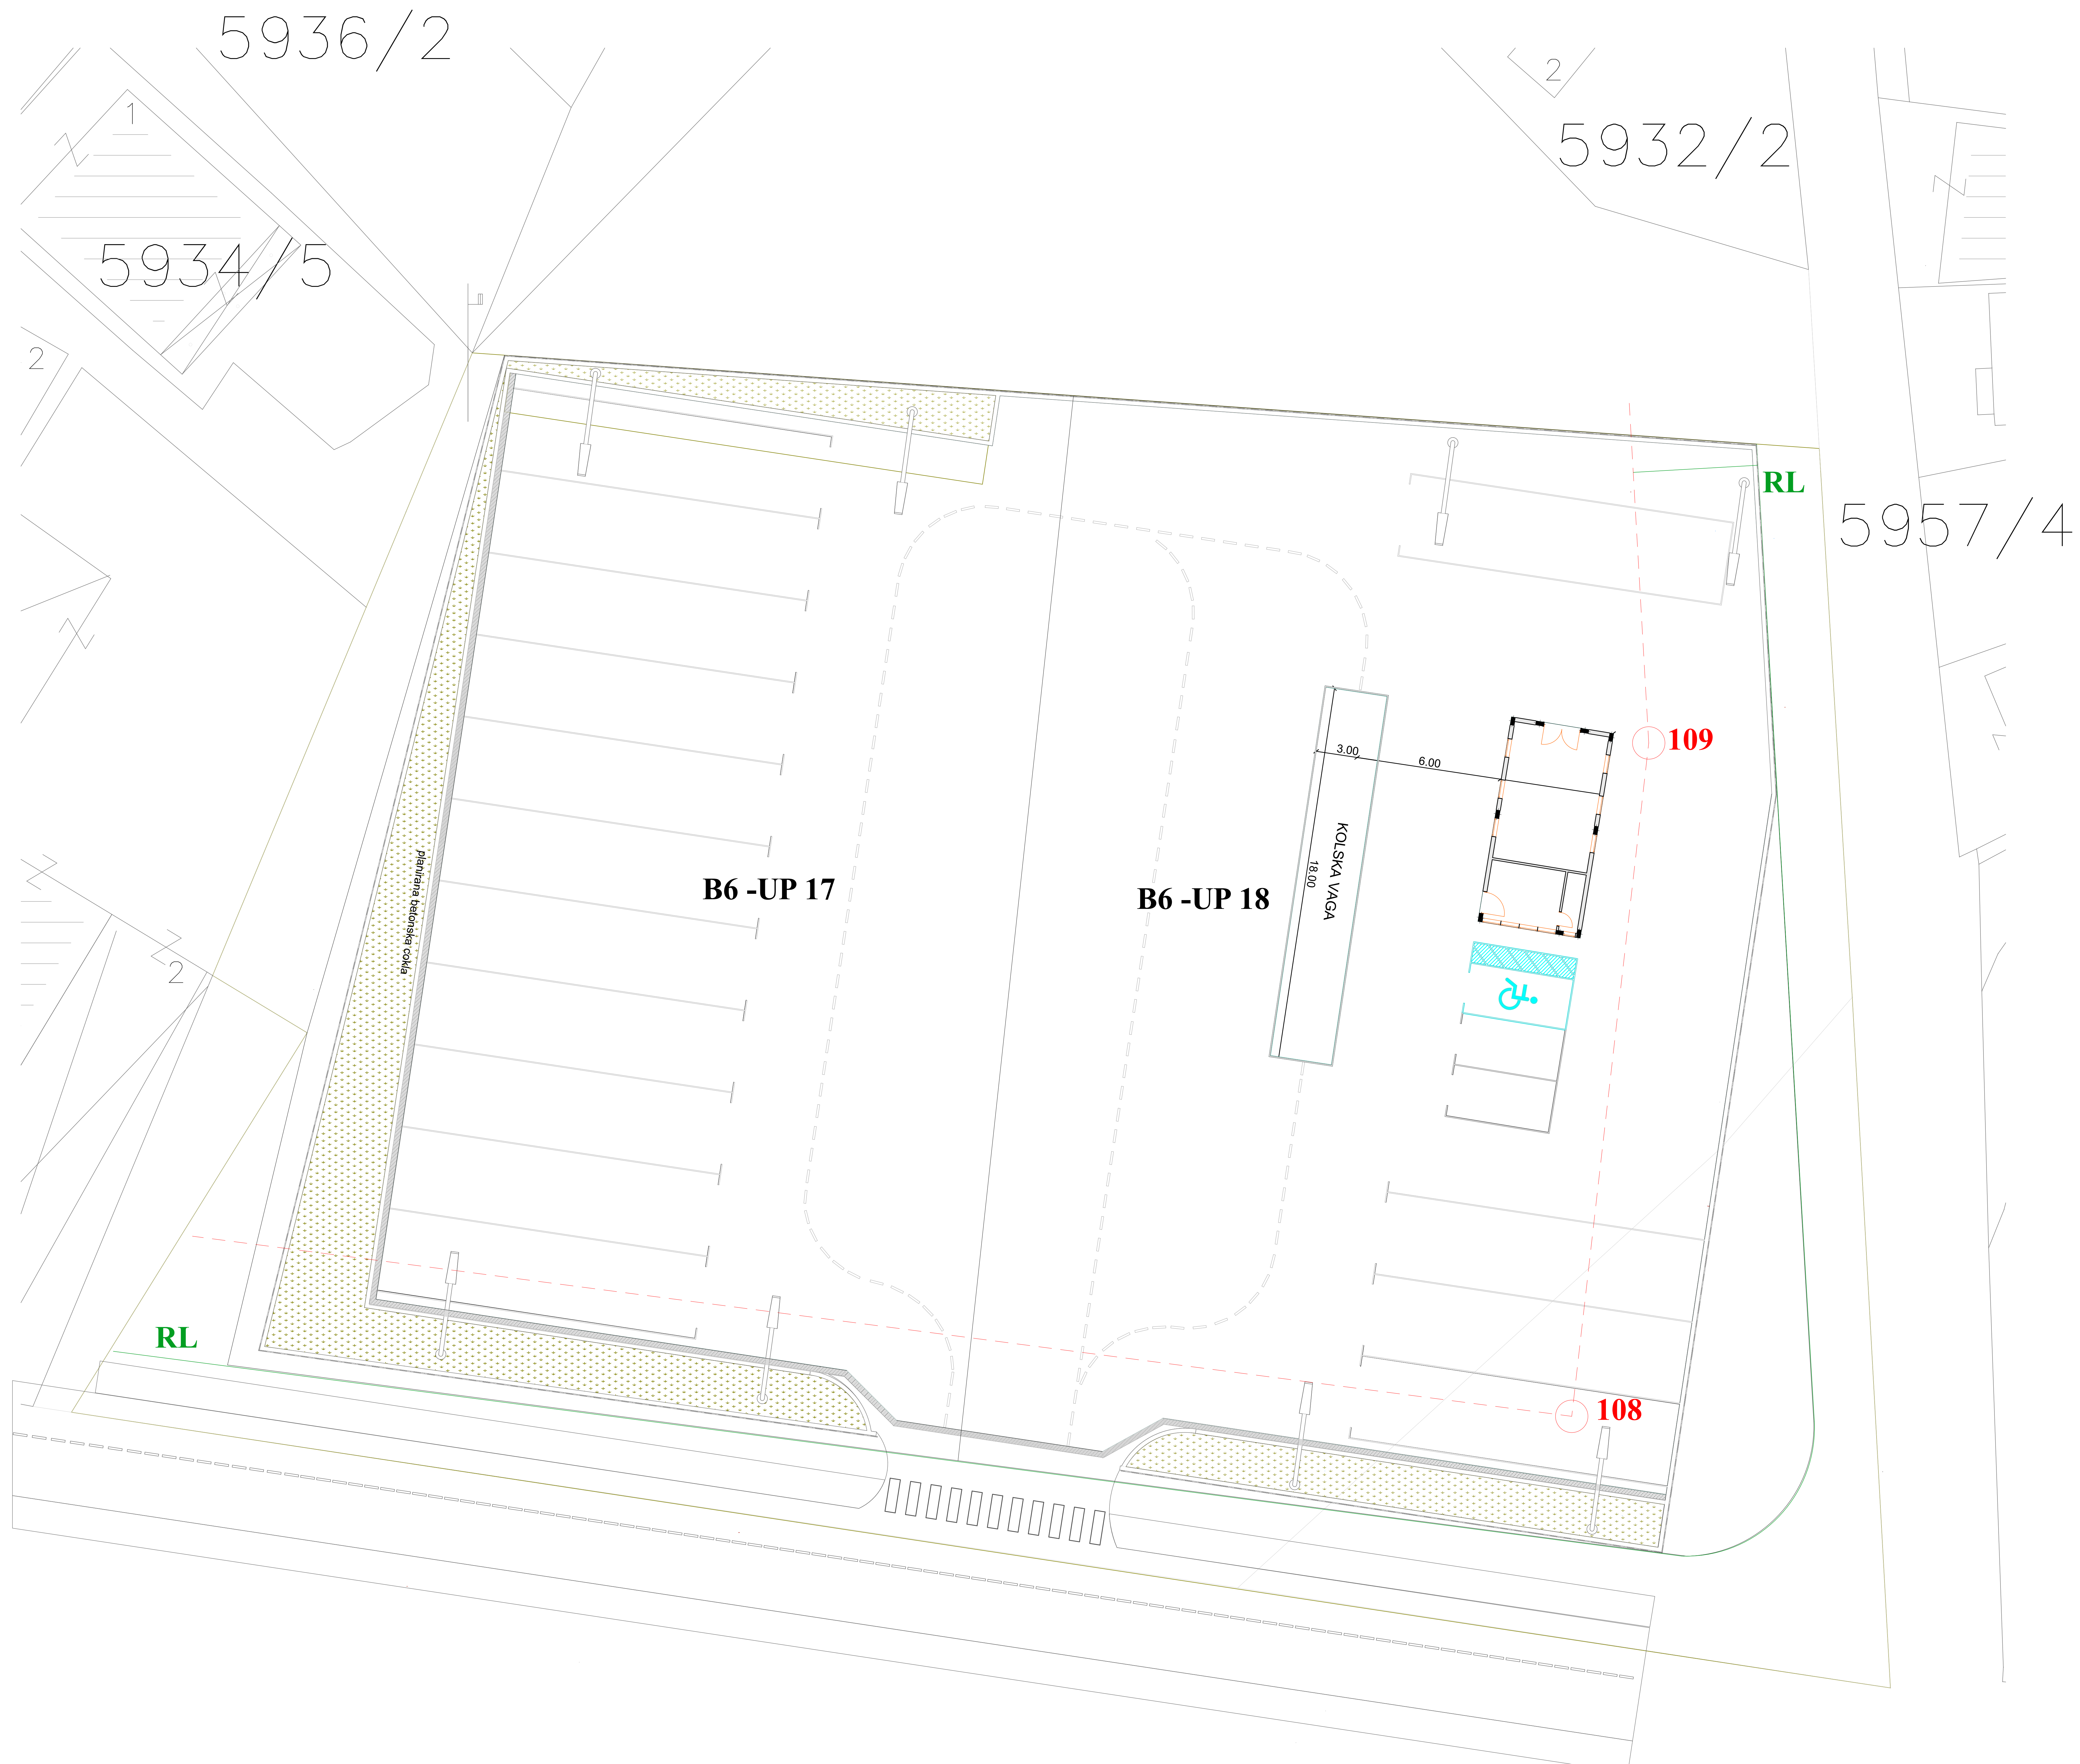 5936/2
2
5932/2
1
5934/5
2
RL
5957/4
109
3.00
6.00
KOLSKA VAGA
18.00
planirana betonska cokla
B6 -UP 17
B6 -UP 18
2
RL
108